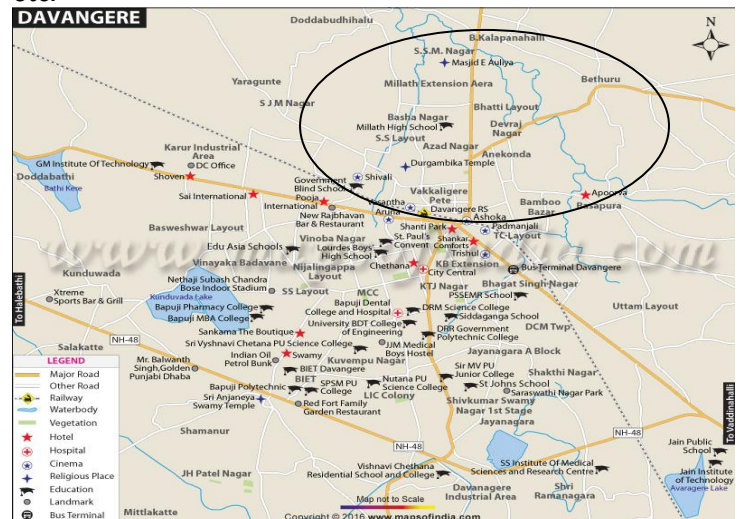 DAVANGERE
Doddabudhihalu
N
B.Kalapanahalli
S.S.M. Nagar
Masjid E Auliya
Yaragunte
Millath Extension Aera
Bethuru
S J M Nagar
Bhatti Layout
Basha Nagar
Millath High School
Devraj
Nagar
S.S Layout
Azad Nagar
Karur Industrial
Area
DC Office
Anekonda
GM Institute Of Technology
Durgambika Temple
Doddabathi
Bathi Kere
Shoven
Shivali
Government
Blind School
Vakkaligere
Pete
Sai International
Pooja
International
Vasantha
Davangere RS
Apoorva
Bamboo
Bazar
Basapura
New Rajbhavan
Bar & Restaurant
Aruna
Ashoka
Basweshwar Layout
Shanti Park
Padmanjali
TC-Layout
Vinoba Nagar
St. Paul's
Convent
Shankar
Comforts
Edu Asia Schools
Lourdes Boys'
High School
Trishul
Vinayaka Badavane
Nijalingappa
Layout
Chethana
KB Extension
City Central
Bus-Terminal Davangere
Kunduwada
Nethaji Subash Chandra
Bose Indoor Stadium
SS Layout
MCC
KTJ Nagar
Bhagat Singh Nagar
Xtreme
Sports Bar & Grill
Kunduvada Lake
PSSEMR School
Bapuji Pharmacy College
Bapuji Dental
College and Hospital
DRM Science College
Uttam Layout
Bapuji MBA College
Siddaganga School
To Halebathi
University BDT College
of Engineering
DCM Twp'
Sankama The Boutique
DRR Government
Polytechnic College
NH-48
Sri Vyshnavi Chetana PU Science College
JJM Medical
Boys Hostel
Salakatte
Indian Oil
Petrol Bunk
Swamy
Kuvempu Nagar
Jayanagara A Block
LEGEND
Major Road
Other Road
Railway
Waterbody
Vegetation
Hotel
Hospital
Cinema
Religious Place
Education
Landmark
Bus Terminal
Mr. Balwanth
Singh,Golden
Punjabi Dhaba
BIET Davangere
Sir MV PU
Junior College
Shakthi Nagar
Bapuji Polytechnic
BIET
SPSM PU
College
Nutana PU
Science College
St Johns School
Saraswathi Nagar Park
Sri Anjaneya
Swamy Temple
LIC Colony
Shivkumar Swamy
Nagar 1st Stage
Red Fort Family
Garden Restaurant
Jayanagara
To Vaddinahalli
Shamanur
NH-48
NH-48
Jain Public
School
JH Patel Nagar
Vishnavi Chethana
Residential School and College
SS Institute Of Medical
Sciences and Research Centre
Jain Institute
of Technology
Avaragere Lake
Davangere
Industrial Area
Shri
Ramanagara
Mittlakatte
Map not to Scale
Copyright © 2016 www.mapsofindia.com